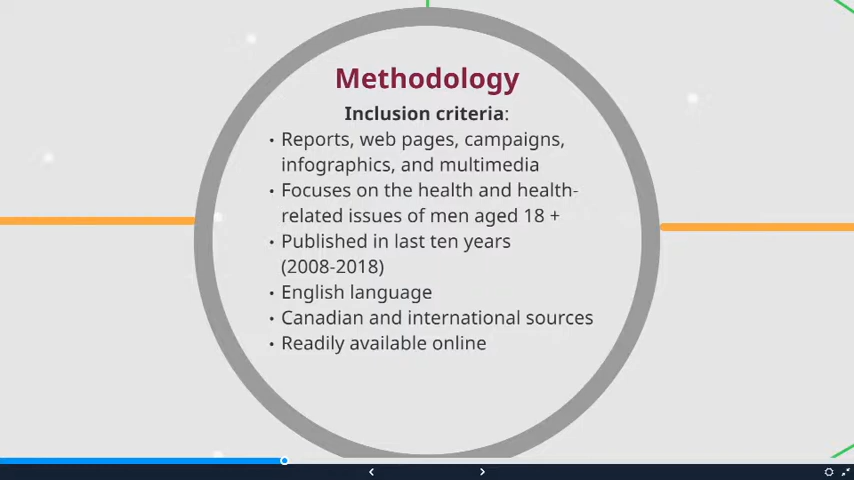 Methodology
Inclusion criteria:
• Reports, web pages, campaigns,
infographics, and multimedia
• Focuses on the health and health-
related issues of men aged 18 +
• Published in last ten years
(2008-2018)
• English language
• Canadian and international sources
• Readily available online